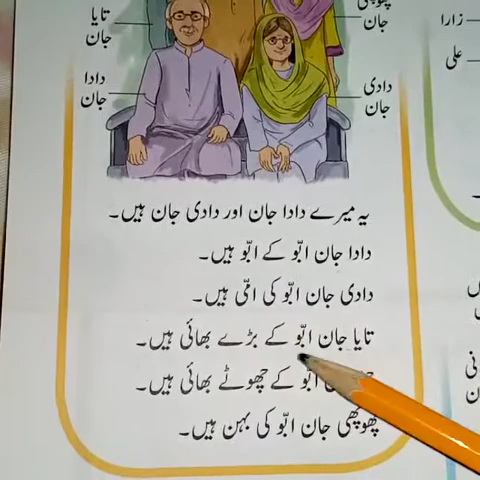 تایا
جان
جان
دادا
جان
دادی
جان
زارا
علی
یہ میرے دادا جان اور دادی جان ہیں۔
دادا جان ابّو کے ابّو ہیں۔
دادی جان ابّو کی امّی ہیں۔
تایا جان ابّو کے بڑے بھائی ہیں۔
ابّو کے چھوٹے بھائی ہیں۔
پھوپھی جان ابّو کی بہن ہیں۔